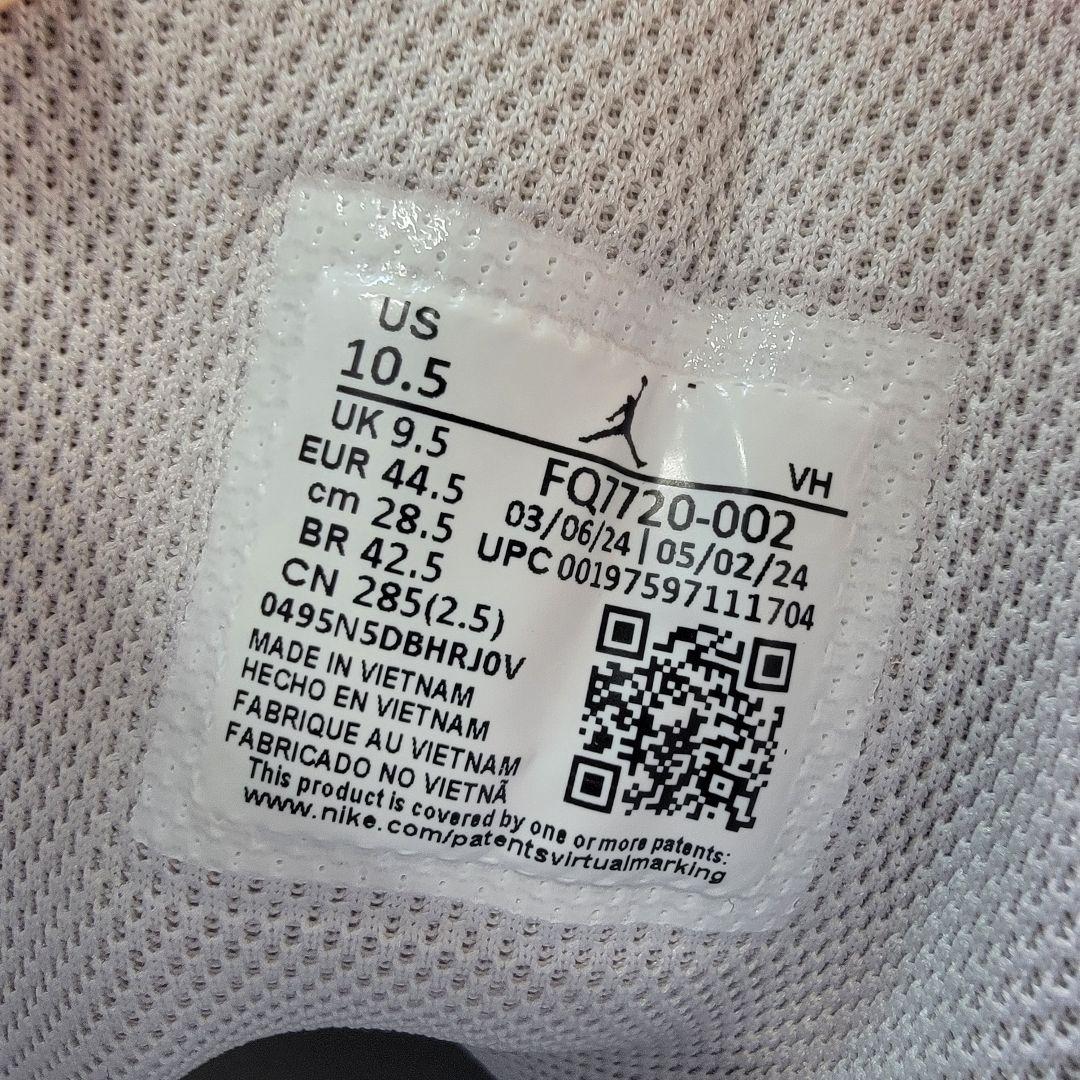 US
10.5
VH
UK 9.5
EUR 44.5
cm 28.5
BR 42.5
CN 285(2.5)
FQ7720-002
03/06/24 | 05/02/24
UPC 00197597111704
0495N5DBHRJ0V
MADE IN VIETNAM
HECHO EN VIETNAM
FABRIQUE AU VIETNAM
FABRICADO NO VIETNÃ
This product is covered by one or more patents:
www.nike.com/patentsvirtualmarking